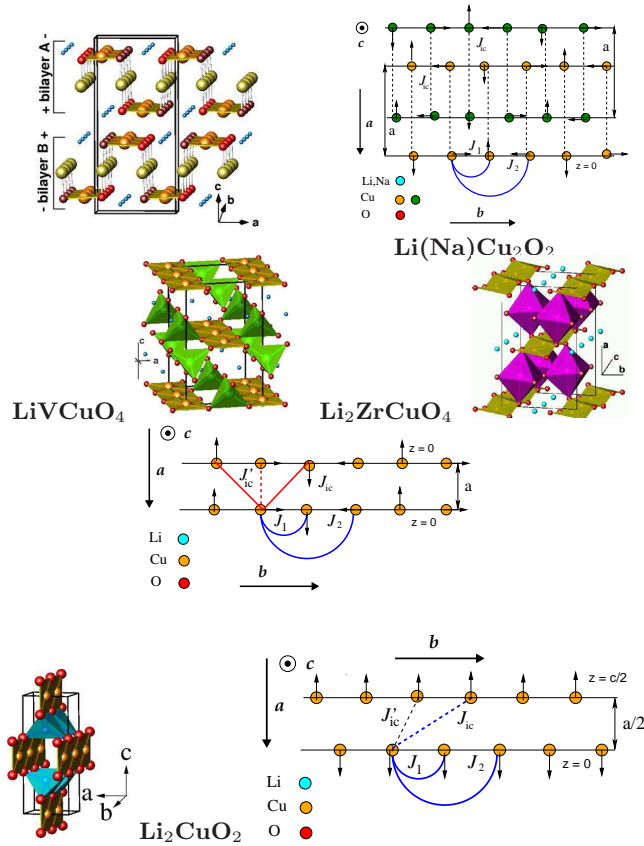 - bilayer A -
+ bilayer B +
c
b
a
c
a
J_ic
J_ic
a
a
J_1
J_2
z=0
Li,Na
Cu
O
b
Li(Na)Cu₂O₂
c
a
a
c
b
LiVCuO₄
Li₂ZrCuO₄
c
a
z=0
J'_ic
J_ic
a
J_1
J_2
z=0
Li
Cu
O
b
c
b
z=c/2
a
J'_ic
J_ic
a/2
J_1
J_2
z=0
c
a
b
Li
Cu
O
Li₂CuO₂